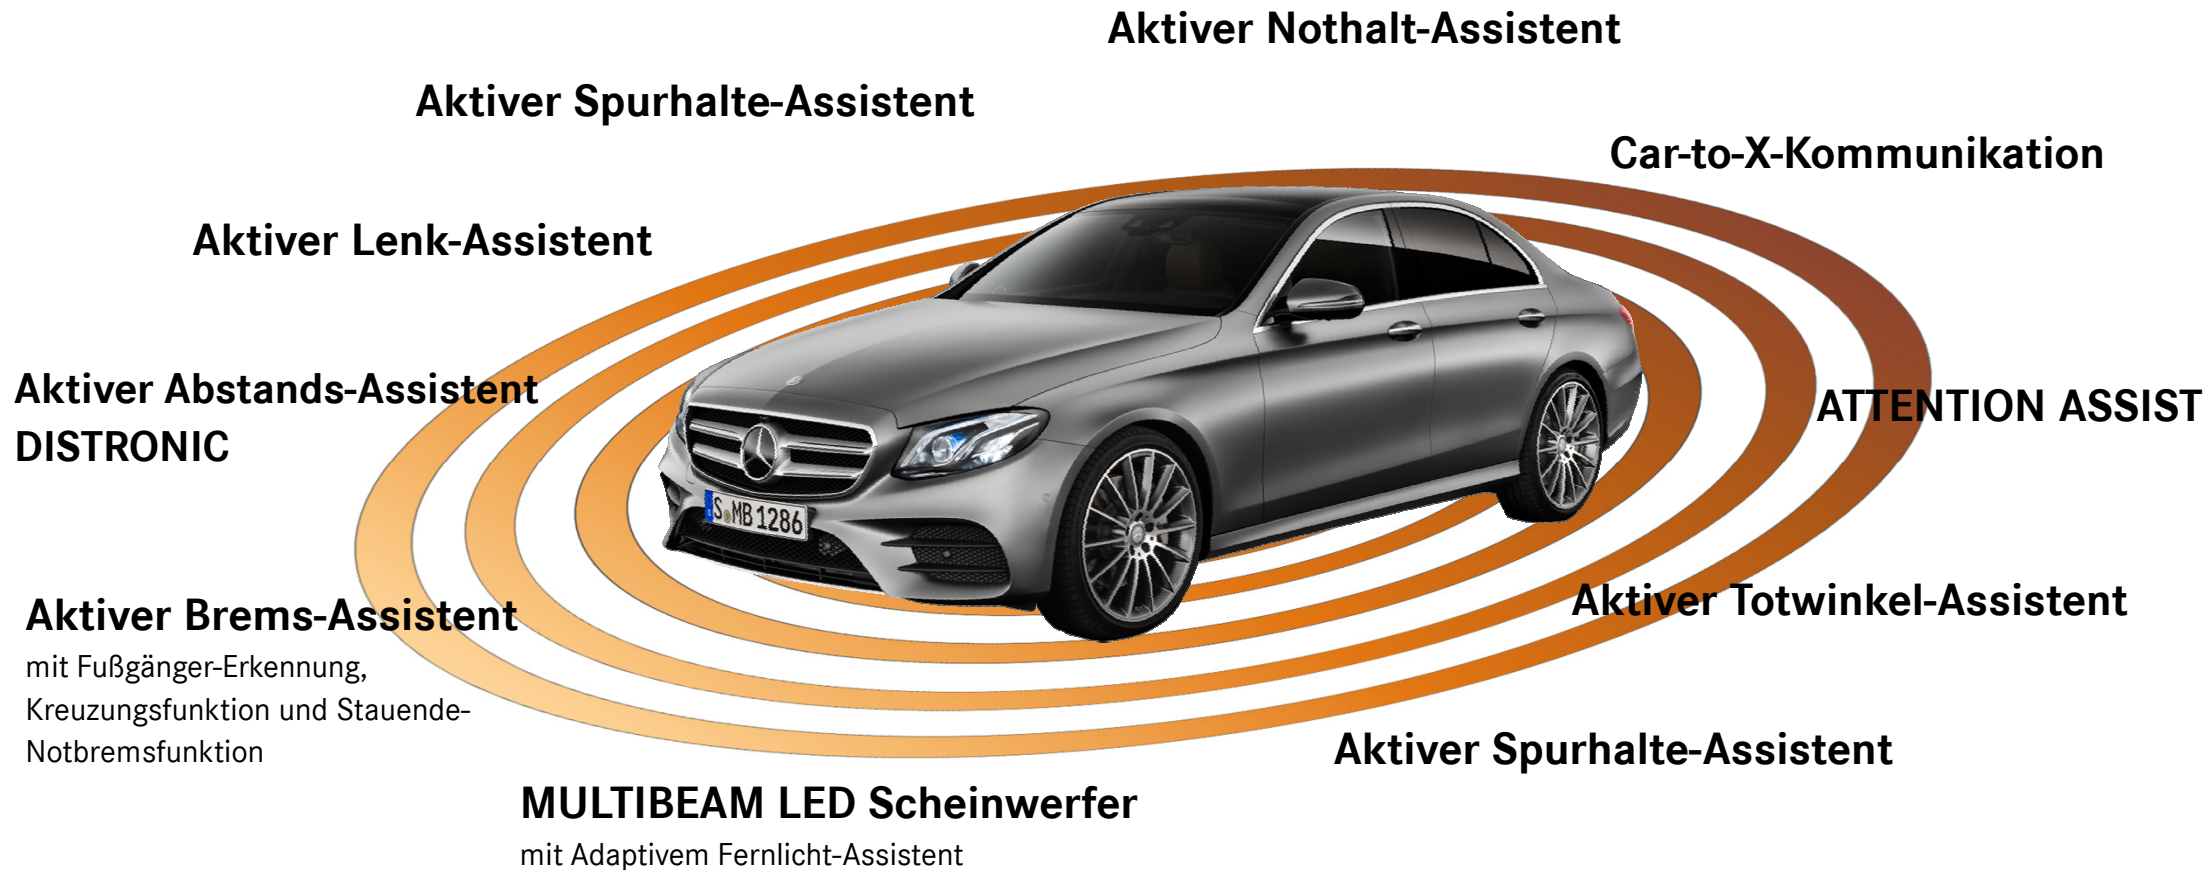 Aktiver Nothalt-Assistent
Aktiver Spurhalte-Assistent
Car-to-X-Kommunikation
Aktiver Lenk-Assistent
Aktiver Abstands-Assistent
DISTRONIC
ATTENTION ASSIST
S MB 1286
Aktiver Brems-Assistent
mit Fußgänger-Erkennung,
Kreuzungsfunktion und Stauende-
Notbremsfunktion
Aktiver Totwinkel-Assistent
Aktiver Spurhalte-Assistent
MULTIBEAM LED Scheinwerfer
mit Adaptivem Fernlicht-Assistent